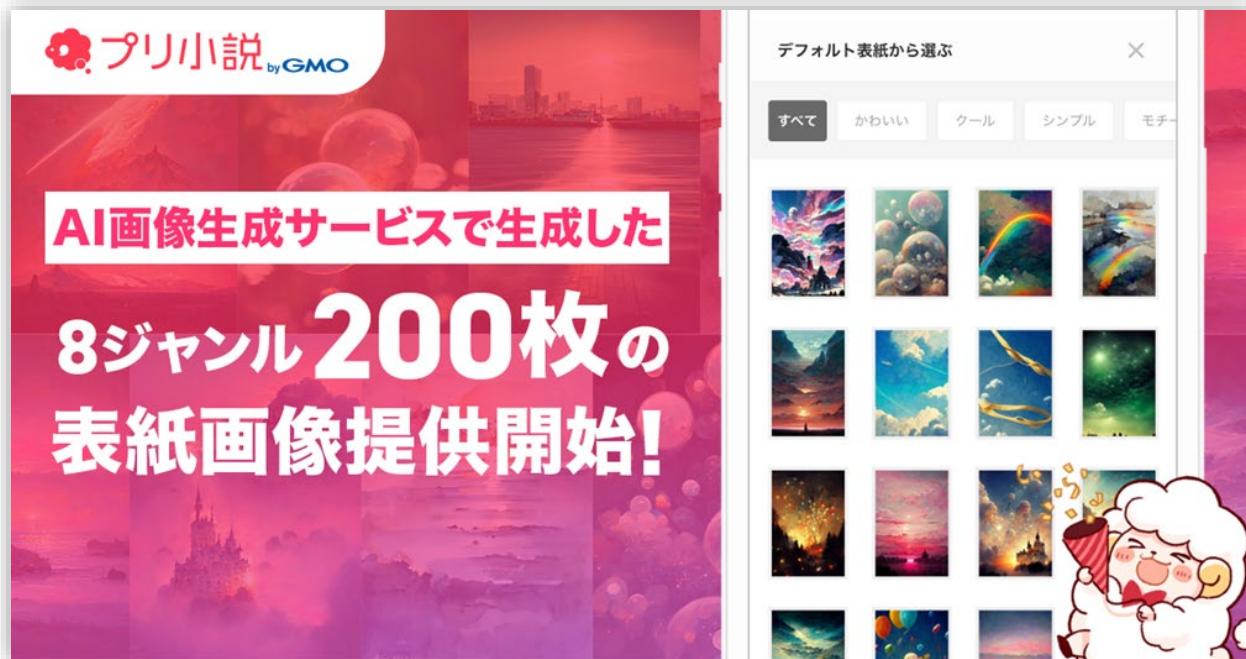 プリ小説 by GMO
AI画像生成サービスで生成した
8ジャンル200枚の
表紙画像提供開始!
デフォルト表紙から選ぶ ×
すべて かわいい クール シンプル モチー